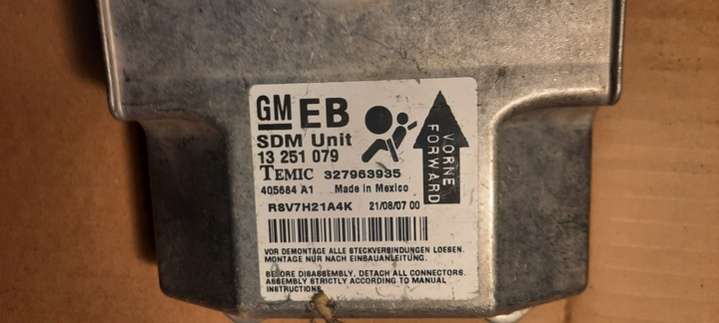 GM EB
SDM Unit
13 251 079
TEMIC 327963935
405684 A1 Made in Mexico
R8V7H21A4K 21/08/07 00
VORNE
FORWARD
VOR DEMONTAGE ALLE STECKVERBINDUNGEN LOESEN.
MONTAGE NUR NACH EINBAUANLEITUNG.
BEFORE DISASSEMBLY, DETACH ALL CONNECTORS.
ASSEMBLY STRICTLY ACCORDING TO MANUAL
INSTRUCTIONS